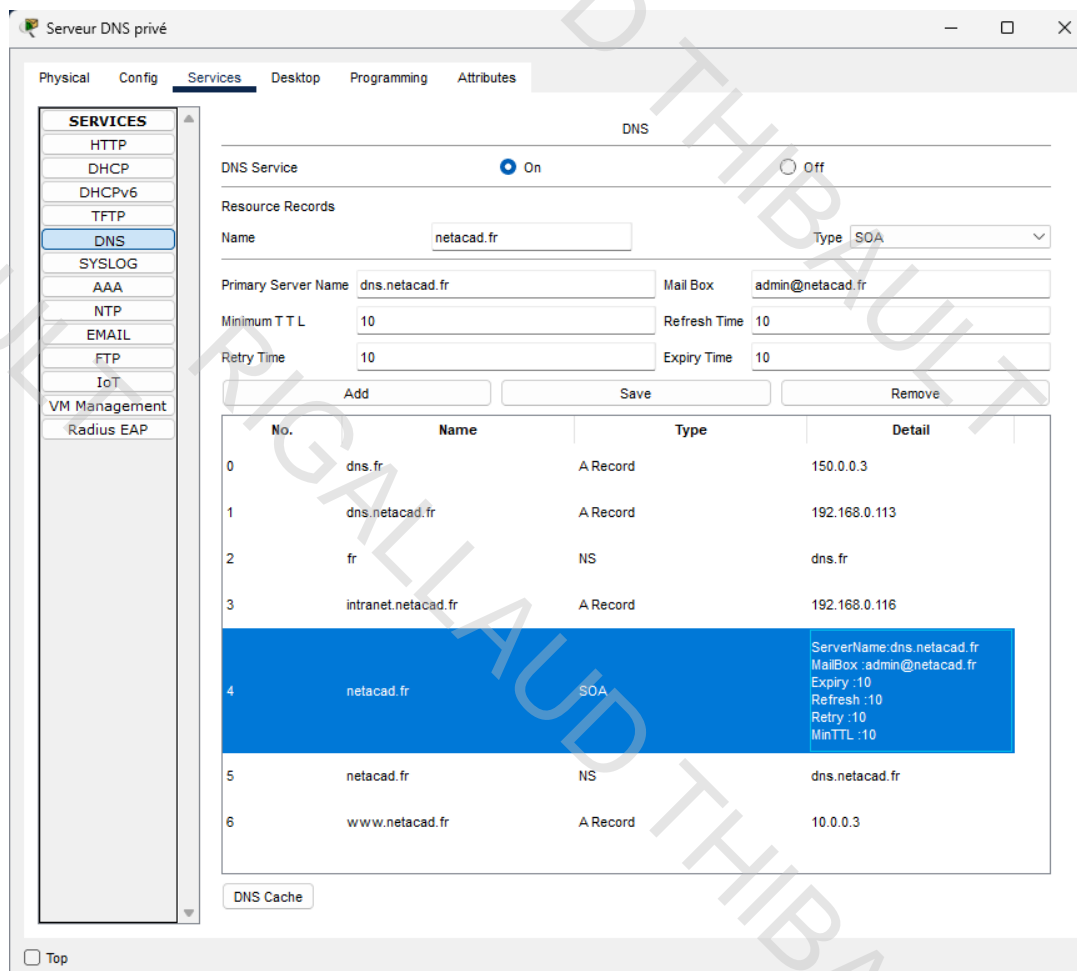 Serveur DNS privé
Physical Config Services Desktop Programming Attributes
SERVICES
HTTP
DHCP
DHCPv6
TFTP
DNS
SYSLOG
AAA
NTP
EMAIL
FTP
IoT
VM Management
Radius EAP
DNS
DNS Service On Off
Resource Records
Name netacad.fr Type SOA
Primary Server Name dns.netacad.fr Mail Box admin@netacad.fr
Minimum T T L 10 Refresh Time 10
Retry Time 10 Expiry Time 10
Add Save Remove
No. Name Type Detail
0 dns.fr A Record 150.0.0.3
1 dns.netacad.fr A Record 192.168.0.113
2 fr NS dns.fr
3 intranet.netacad.fr A Record 192.168.0.116
4 netacad.fr SOA
ServerName:dns.netacad.fr
MailBox :admin@netacad.fr
Expiry :10
Refresh :10
Retry :10
MinTTL :10
5 netacad.fr NS dns.netacad.fr
6 www.netacad.fr A Record 10.0.0.3
DNS Cache
Top
D THIBAULT
ULT
RIGALLAUD THIBA